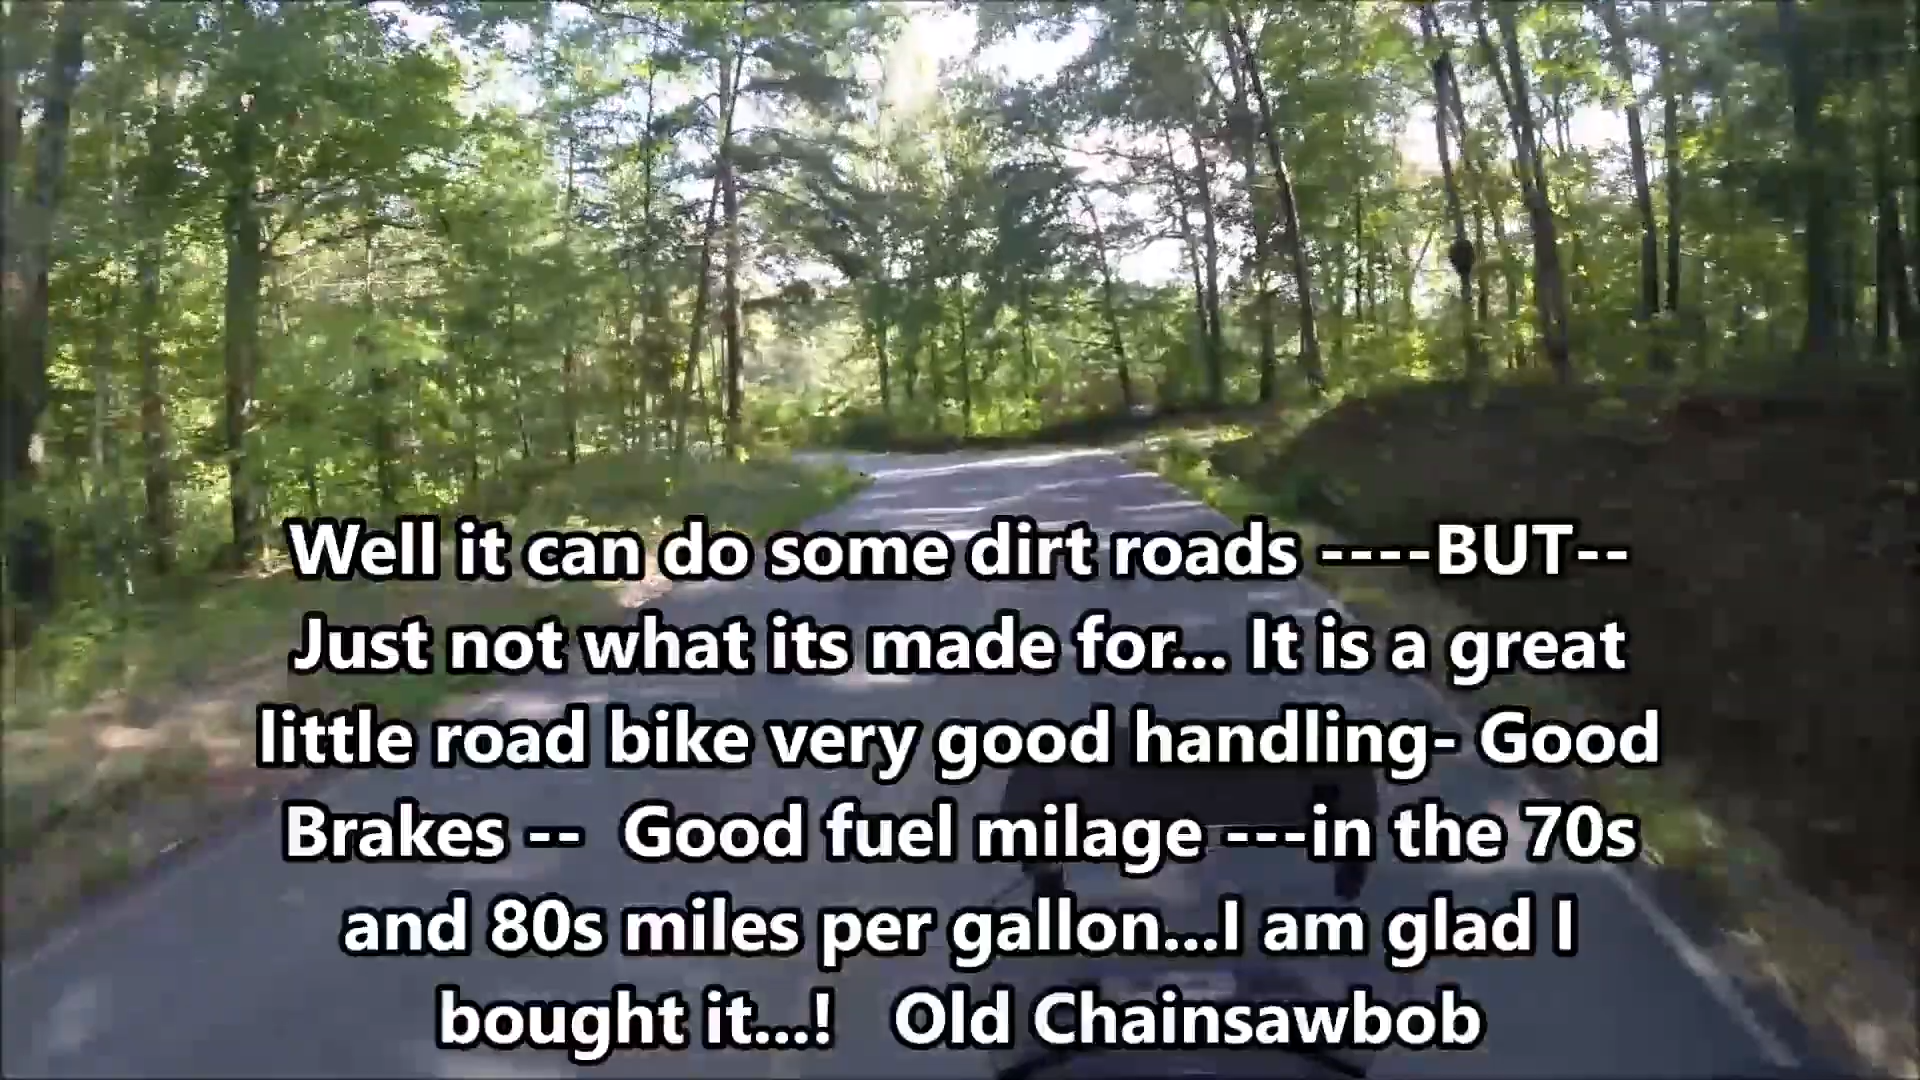 Well it can do some dirt roads ----BUT--
Just not what its made for... It is a great
little road bike very good handling- Good
Brakes --  Good fuel milage ---in the 70s
and 80s miles per gallon...I am glad I
bought it...!   Old Chainsawbob